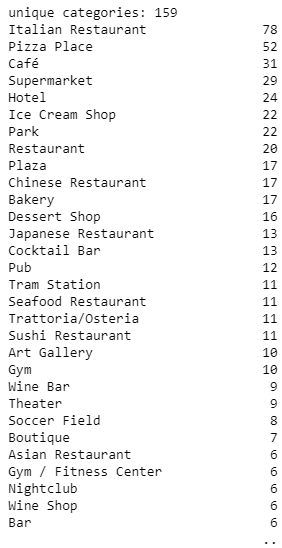 unique categories: 159
Italian Restaurant 78
Pizza Place 52
Café 31
Supermarket 29
Hotel 24
Ice Cream Shop 22
Park 22
Restaurant 20
Plaza 17
Chinese Restaurant 17
Bakery 17
Dessert Shop 16
Japanese Restaurant 13
Cocktail Bar 13
Pub 12
Tram Station 11
Seafood Restaurant 11
Trattoria/Osteria 11
Sushi Restaurant 11
Art Gallery 10
Gym 10
Wine Bar 9
Theater 9
Soccer Field 8
Boutique 7
Asian Restaurant 6
Gym / Fitness Center 6
Nightclub 6
Wine Shop 6
Bar 6
..